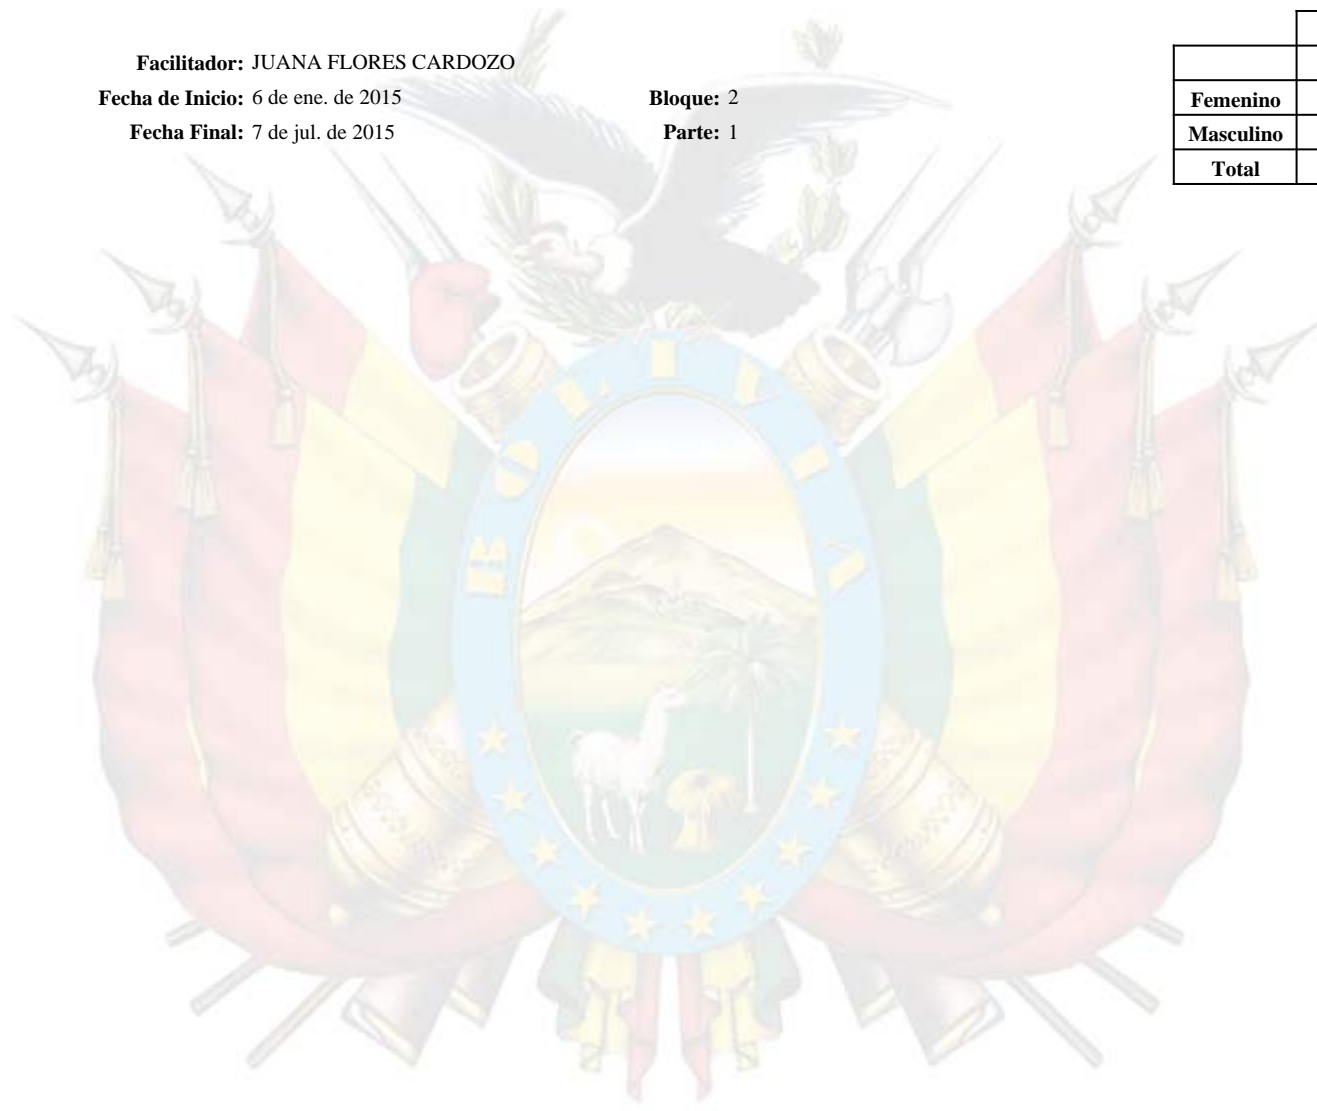 Facilitador: JUANA FLORES CARDOZO
Fecha de Inicio: 6 de ene. de 2015 Bloque: 2
Fecha Final: 7 de jul. de 2015 Parte: 1
Femenino
Masculino
Total
BOLIVIA